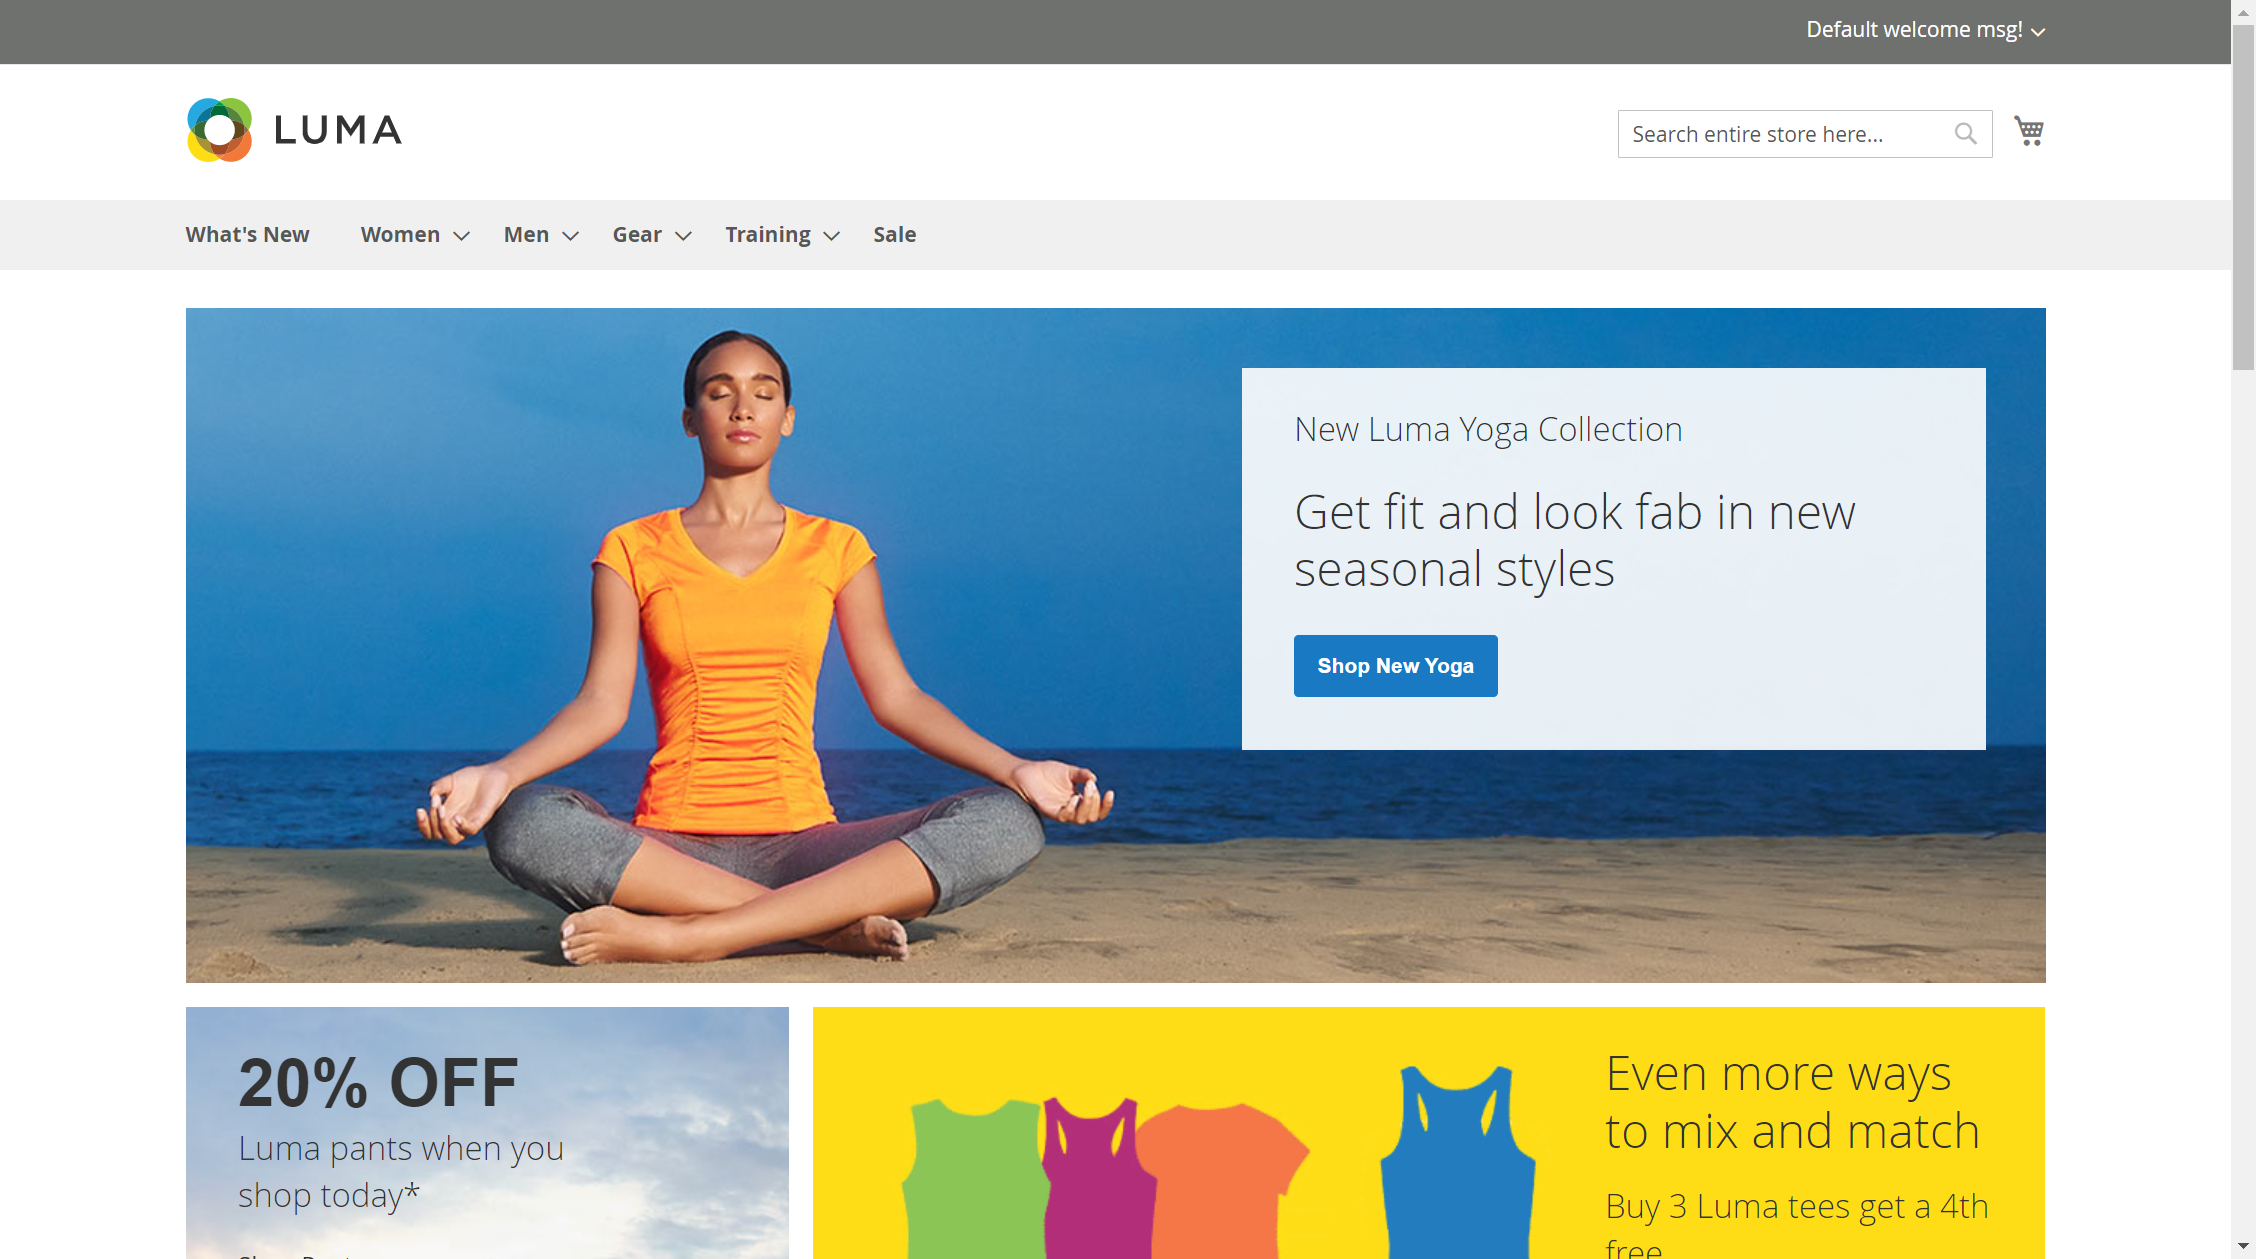 Default welcome msg!
LUMA
Search entire store here...
What's New Women Men Gear Training Sale
New Luma Yoga Collection
Get fit and look fab in new
seasonal styles
Shop New Yoga
20% OFF
Luma pants when you
shop today*
Even more ways
to mix and match
Buy 3 Luma tees get a 4th
free